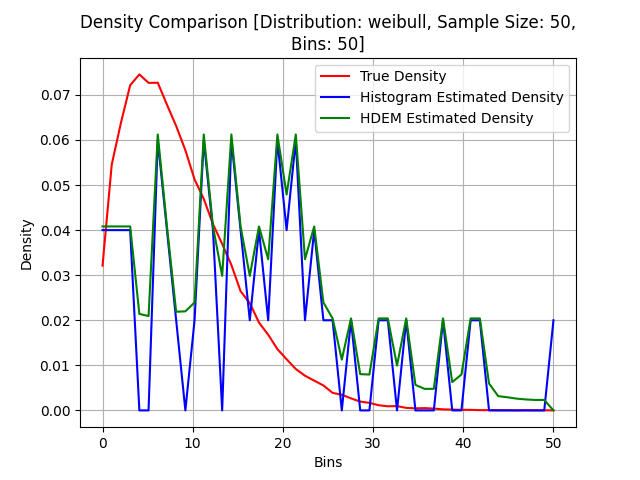 Density Comparison [Distribution: weibull, Sample Size: 50,
Bins: 50]
True Density
Histogram Estimated Density
HDEM Estimated Density
Density
0.07
0.06
0.05
0.04
0.03
0.02
0.01
0.00
0 10 20 30 40 50
Bins